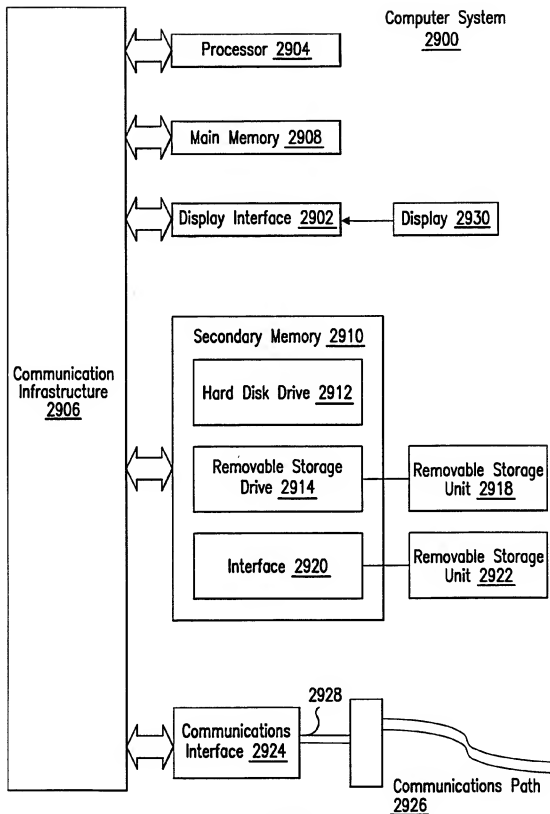 Computer System
2900
Processor 2904
Main Memory 2908
Display Interface 2902
Display 2930
Communication
Infrastructure
2906
Secondary Memory 2910
Hard Disk Drive 2912
Removable Storage
Drive 2914
Removable Storage
Unit 2918
Interface 2920
Removable Storage
Unit 2922
2928
Communications
Interface 2924
Communications Path
2926